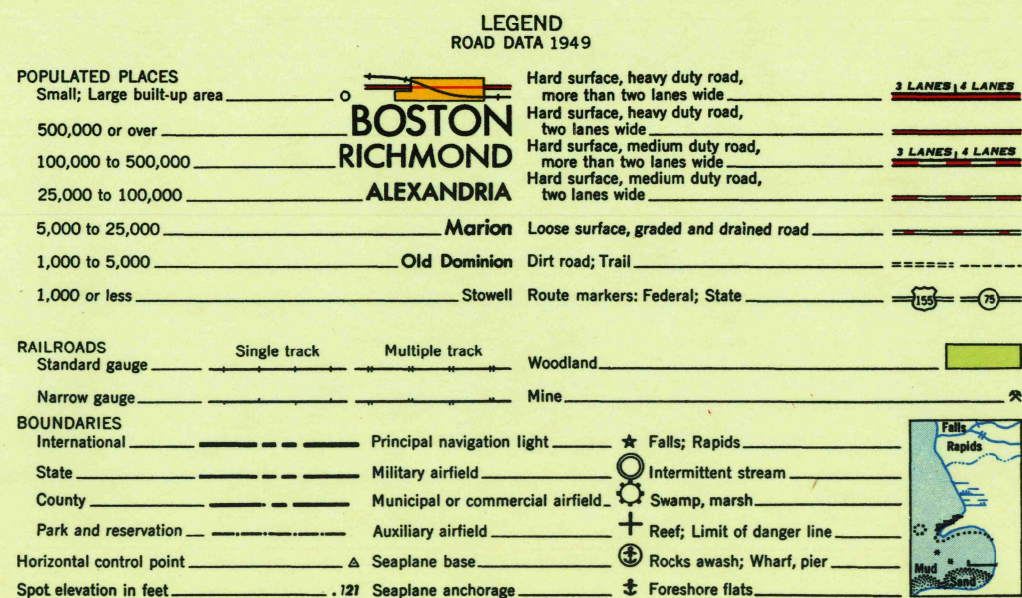 LEGEND
ROAD DATA 1949
POPULATED PLACES
Small; Large built-up area
500,000 or over BOSTON
100,000 to 500,000 RICHMOND
25,000 to 100,000 ALEXANDRIA
5,000 to 25,000 Marion
1,000 to 5,000 Old Dominion
1,000 or less Stowell
Hard surface, heavy duty road,
more than two lanes wide 3 LANES 4 LANES
Hard surface, heavy duty road,
two lanes wide
Hard surface, medium duty road,
more than two lanes wide 3 LANES 4 LANES
Hard surface, medium duty road,
two lanes wide
Loose surface, graded and drained road
Dirt road; Trail
Route markers: Federal; State 155 75
RAILROADS Single track Multiple track
Standard gauge
Narrow gauge
Woodland
Mine
BOUNDARIES
International
State
County
Park and reservation
Horizontal control point
Spot elevation in feet .121
Principal navigation light
Military airfield
Municipal or commercial airfield
Auxiliary airfield
Seaplane base
Seaplane anchorage
Falls; Rapids
Intermittent stream
Swamp, marsh
Reef; Limit of danger line
Rocks awash; Wharf, pier
Foreshore flats
Falls
Rapids
Mud
Sand